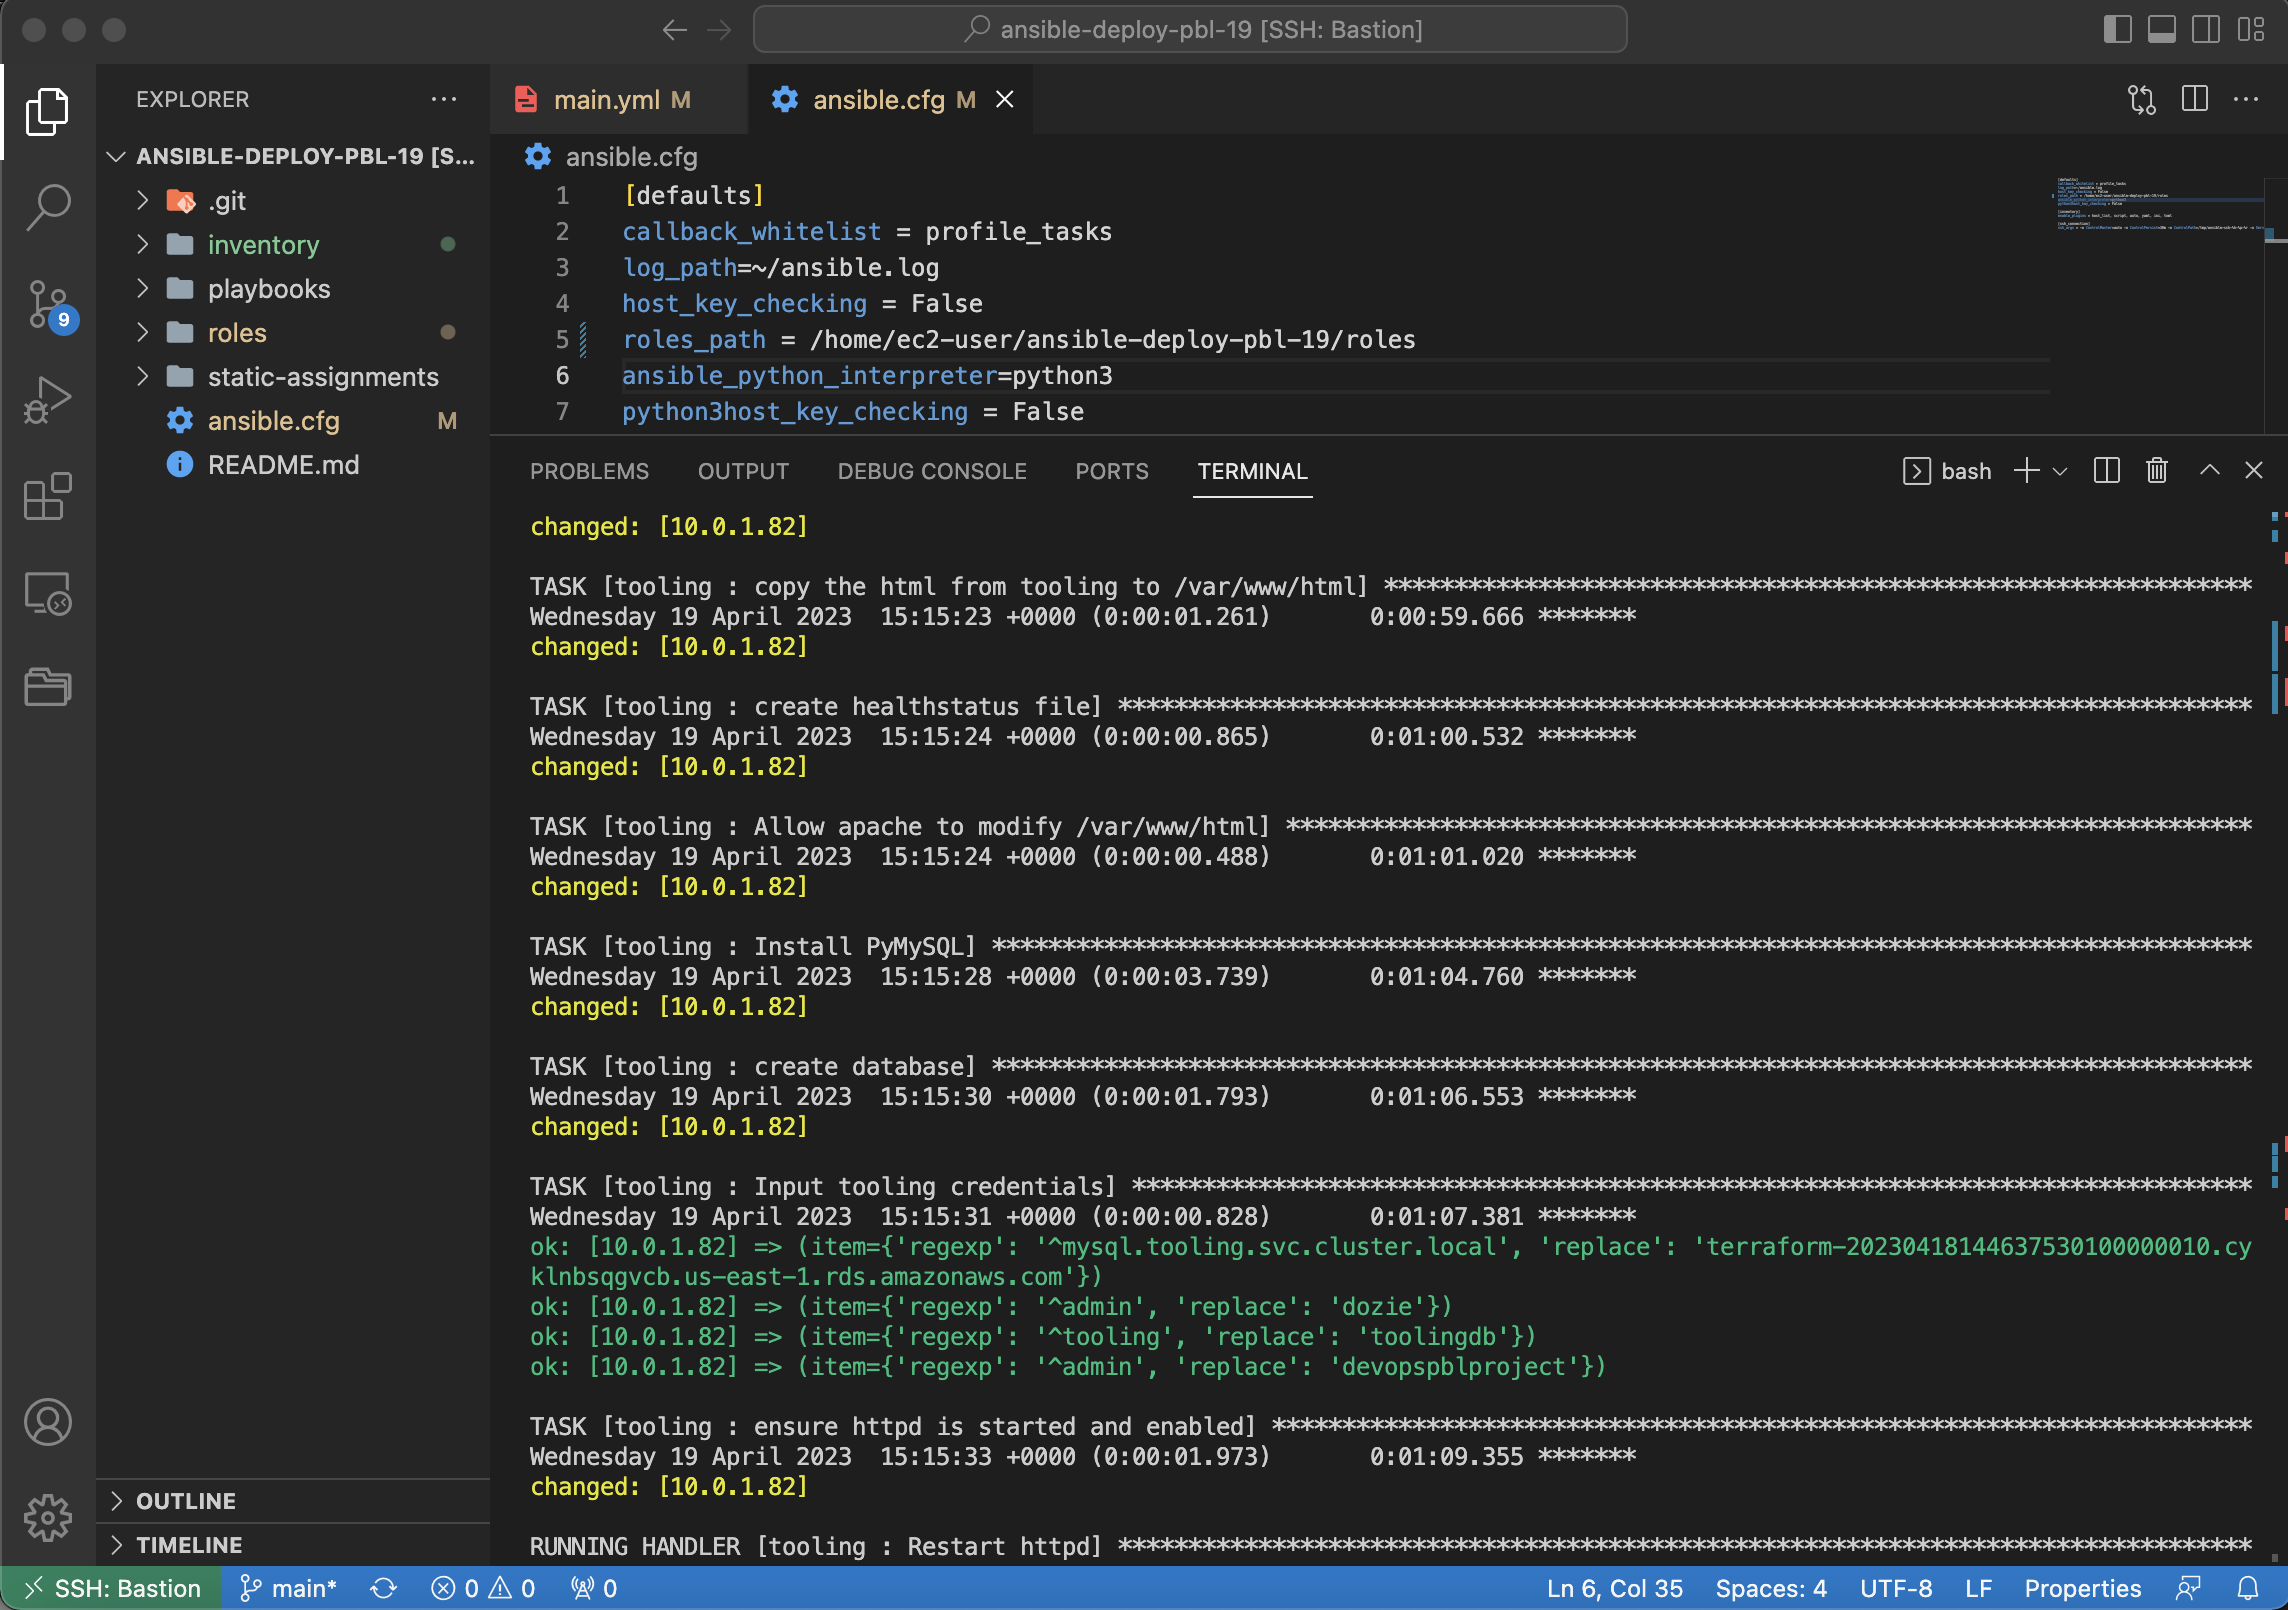 ansible-deploy-pbl-19 [SSH: Bastion]
EXPLORER
main.yml M
ansible.cfg M
ANSIBLE-DEPLOY-PBL-19 [S...
.git
inventory
playbooks
roles
static-assignments
ansible.cfg M
README.md
9
ansible.cfg
1 [defaults]
2 callback_whitelist = profile_tasks
3 log_path=~/ansible.log
4 host_key_checking = False
5 roles_path = /home/ec2-user/ansible-deploy-pbl-19/roles
6 ansible_python_interpreter=python3
7 python3host_key_checking = False
PROBLEMS OUTPUT DEBUG CONSOLE PORTS TERMINAL
bash
changed: [10.0.1.82]
TASK [tooling : copy the html from tooling to /var/www/html] **************************************************************
Wednesday 19 April 2023  15:15:23 +0000 (0:00:01.261)       0:00:59.666 *******
changed: [10.0.1.82]
TASK [tooling : create healthstatus file] *********************************************************************************
Wednesday 19 April 2023  15:15:24 +0000 (0:00:00.865)       0:01:00.532 *******
changed: [10.0.1.82]
TASK [tooling : Allow apache to modify /var/www/html] *********************************************************************
Wednesday 19 April 2023  15:15:24 +0000 (0:00:00.488)       0:01:01.020 *******
changed: [10.0.1.82]
TASK [tooling : Install PyMySQL] ******************************************************************************************
Wednesday 19 April 2023  15:15:28 +0000 (0:00:03.739)       0:01:04.760 *******
changed: [10.0.1.82]
TASK [tooling : create database] ******************************************************************************************
Wednesday 19 April 2023  15:15:30 +0000 (0:00:01.793)       0:01:06.553 *******
changed: [10.0.1.82]
TASK [tooling : Input tooling credentials] ********************************************************************************
Wednesday 19 April 2023  15:15:31 +0000 (0:00:00.828)       0:01:07.381 *******
ok: [10.0.1.82] => (item={'regexp': '^mysql.tooling.svc.cluster.local', 'replace': 'terraform-20230418144637530100000010.cy
klnbsqgvcb.us-east-1.rds.amazonaws.com'})
ok: [10.0.1.82] => (item={'regexp': '^admin', 'replace': 'dozie'})
ok: [10.0.1.82] => (item={'regexp': '^tooling', 'replace': 'toolingdb'})
ok: [10.0.1.82] => (item={'regexp': '^admin', 'replace': 'devopspblproject'})
TASK [tooling : ensure httpd is started and enabled] **********************************************************************
Wednesday 19 April 2023  15:15:33 +0000 (0:00:01.973)       0:01:09.355 *******
changed: [10.0.1.82]
RUNNING HANDLER [tooling : Restart httpd] *********************************************************************************
OUTLINE
TIMELINE
SSH: Bastion main* 0 0 0 Ln 6, Col 35 Spaces: 4 UTF-8 LF Properties